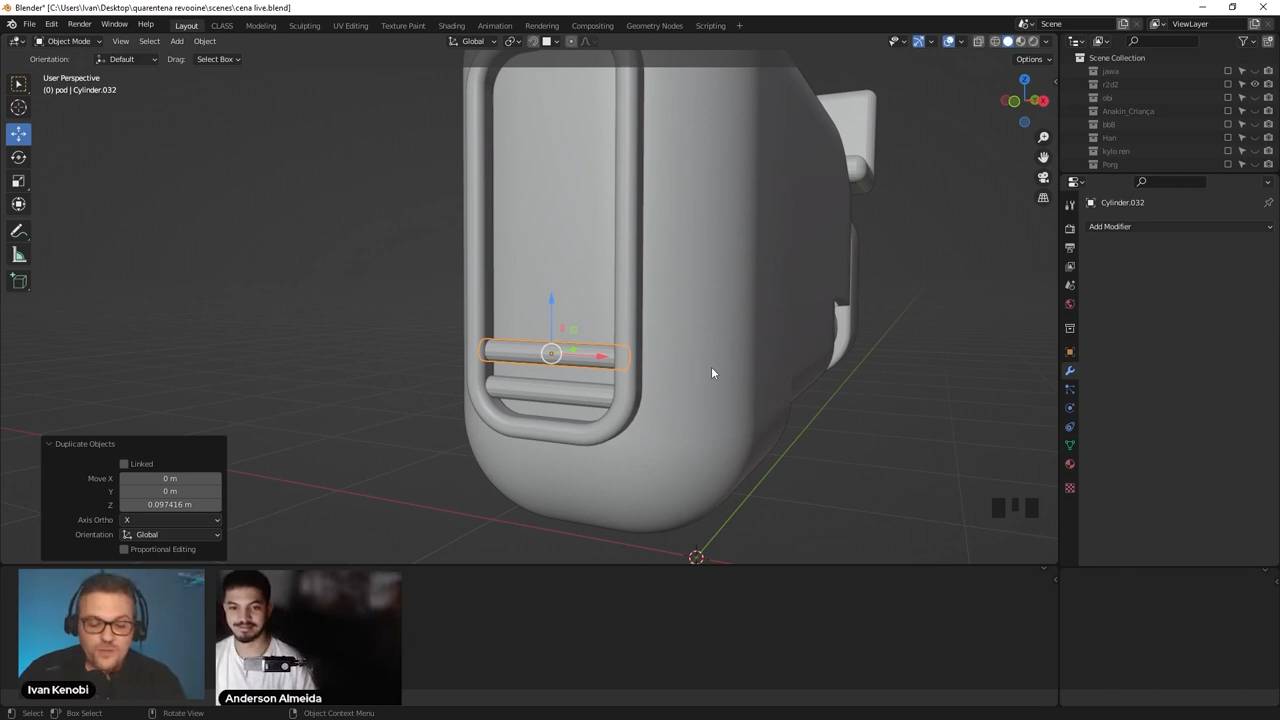 Blender* [C:\Users\Ivan\Desktop\quarentena revooine\scenes\cena live.blend]
File Edit Render Window Help Layout CLASS Modeling Sculpting UV Editing Texture Paint Shading Animation Rendering Compositing Geometry Nodes Scripting + Scene ViewLayer
Object Mode View Select Add Object Global
Orientation: Default Drag: Select Box Options
User Perspective
(0) pod | Cylinder.032
Z
Y
X
Scene Collection
jawa
r2d2
obi
Anakin_Criança
bb8
Han
kylo ren
Porg
Cylinder.032
Add Modifier
Duplicate Objects
Linked
Move X 0 m
Y 0 m
Z 0.097416 m
Axis Ortho X
Orientation Global
Proportional Editing
Ivan Kenobi
Anderson Almeida
Select Box Select Rotate View Object Context Menu